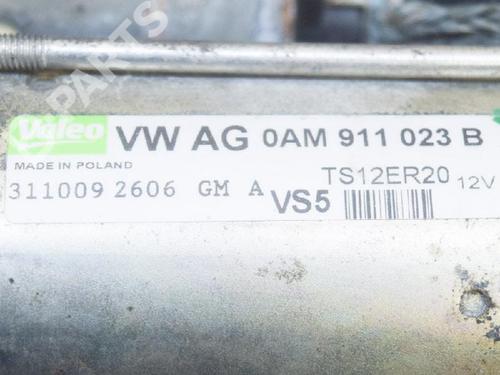 Valeo VW AG 0AM 911 023 B
MADE IN POLAND
TS12ER20 12V
311009 2606 GM A VS5
B PARTS